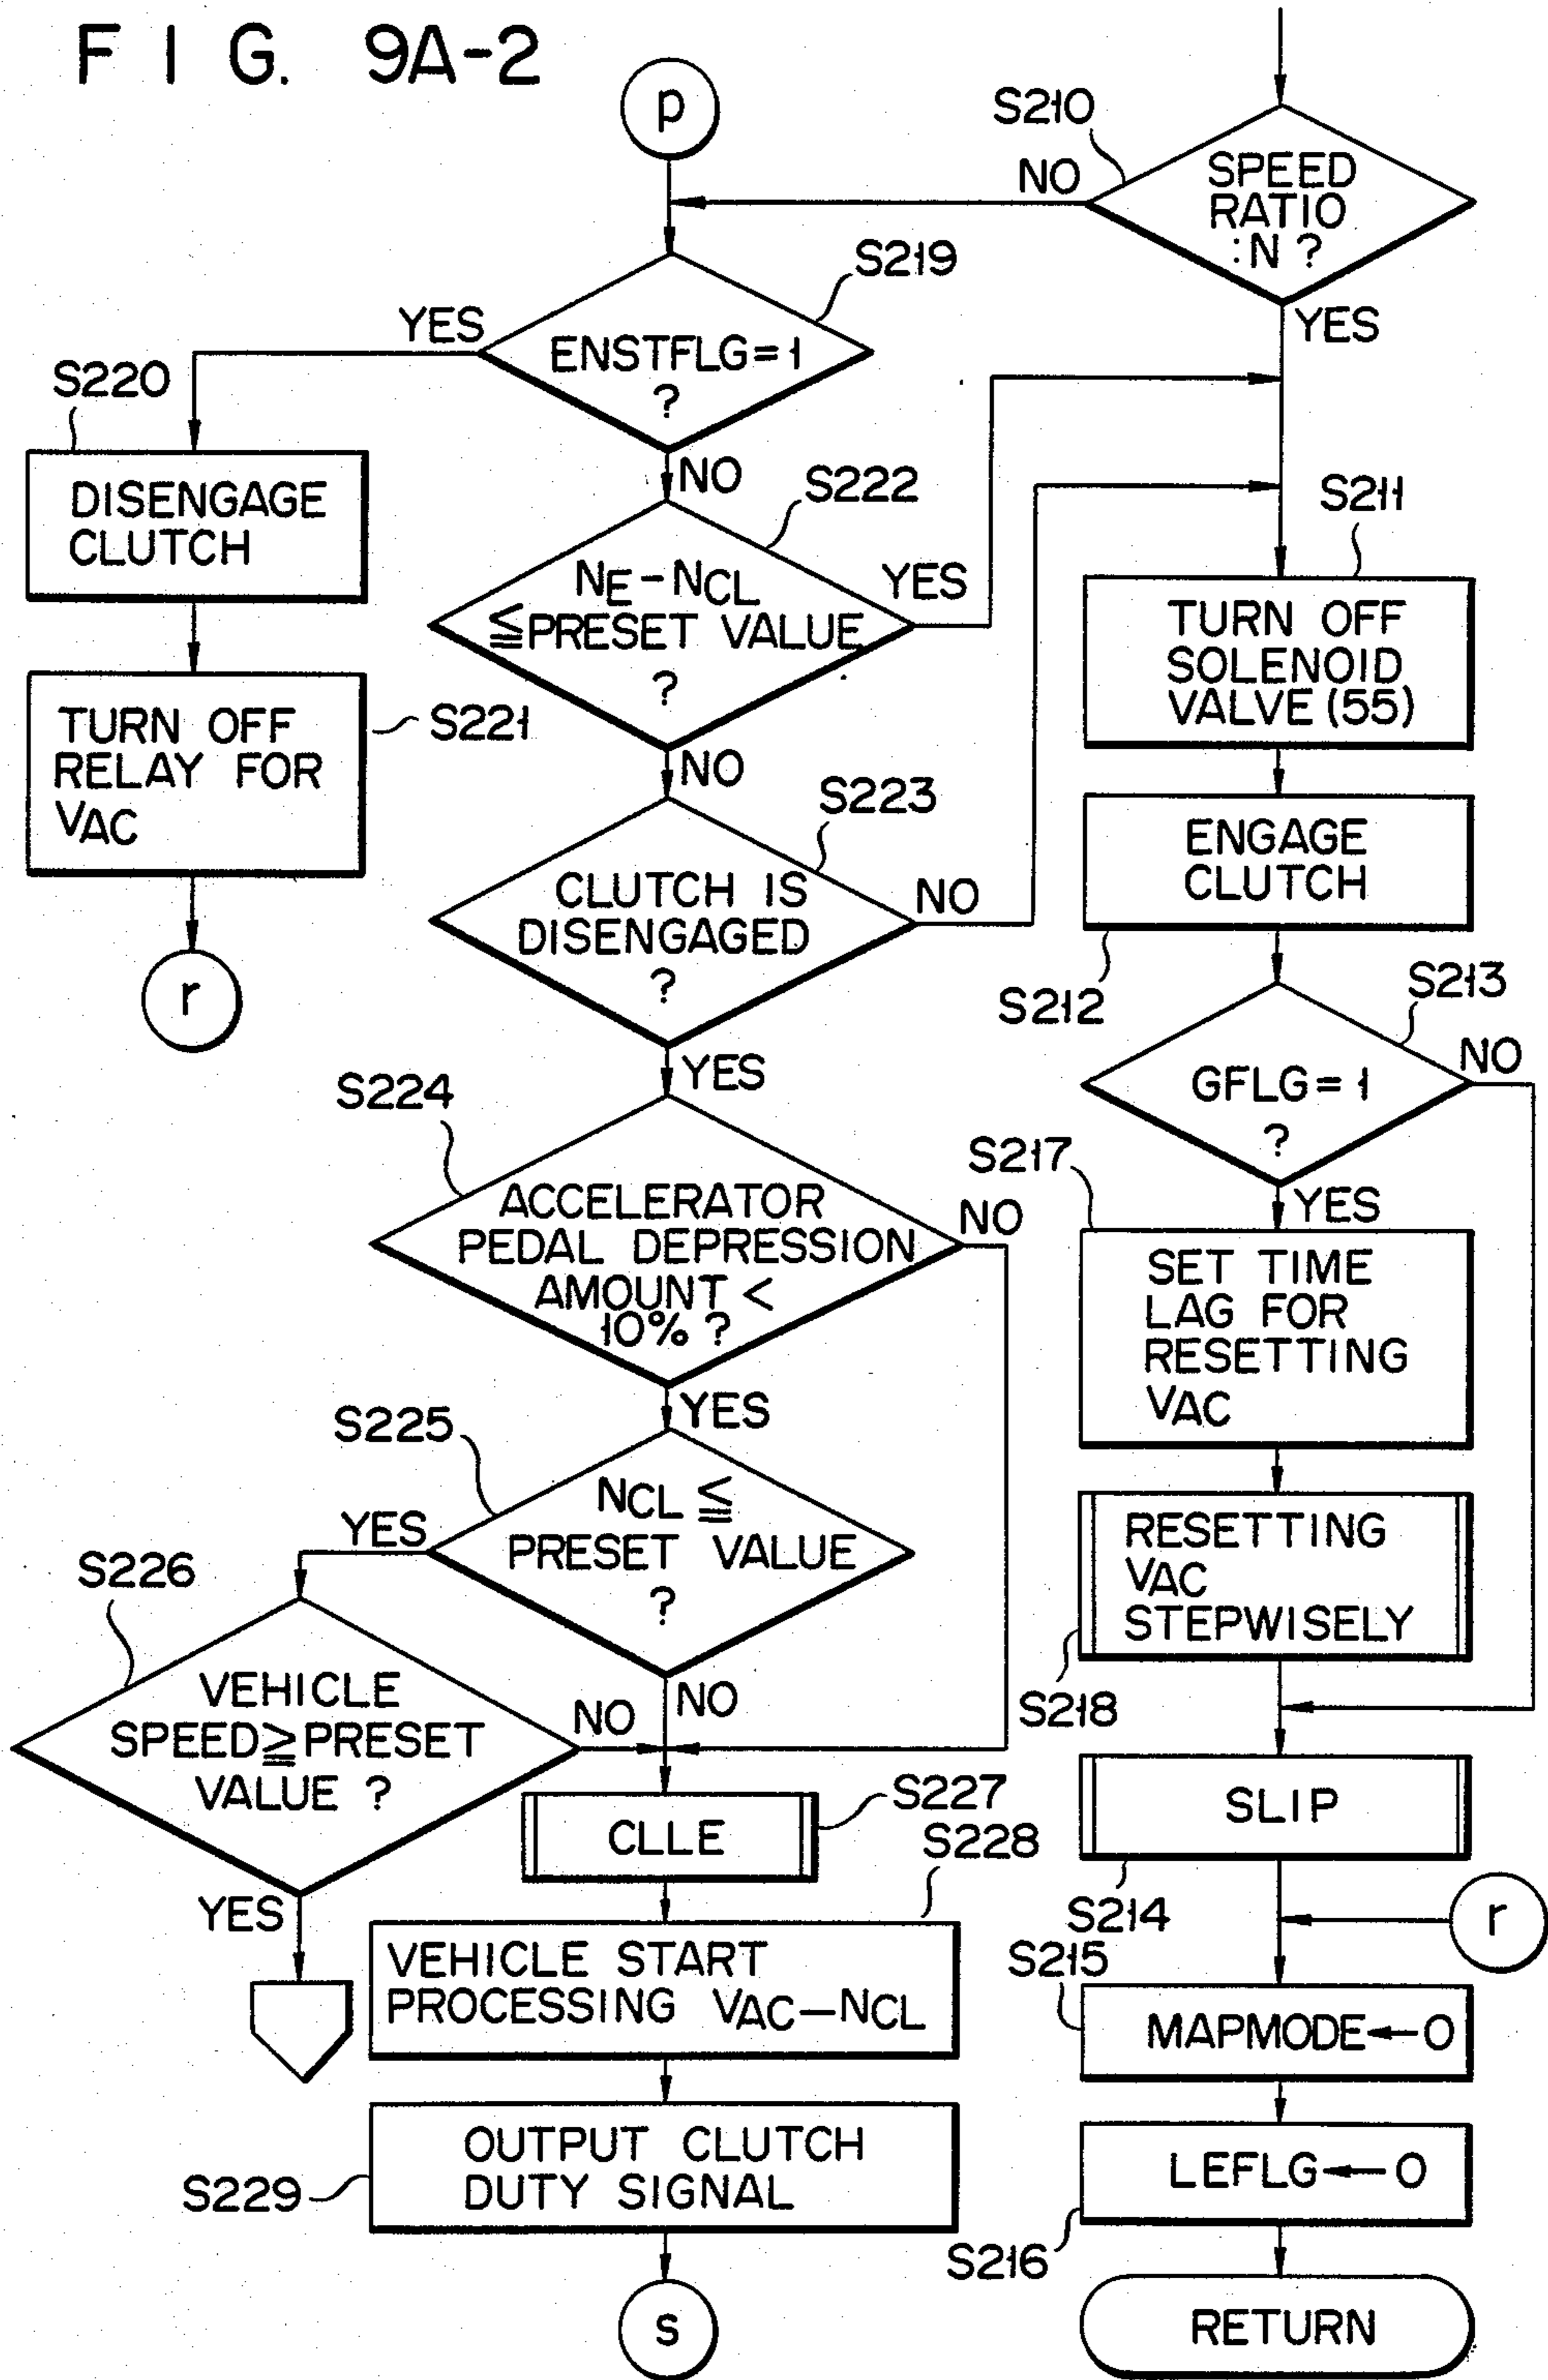 FIG. 9A-2
p
S210
SPEED
RATIO
:N ?
NO
YES
S219
ENSTFLG=1
?
YES
NO
S220
DISENGAGE
CLUTCH
S221
TURN OFF
RELAY FOR
VAC
r
S222
NE-NCL
≦PRESET VALUE
?
YES
NO
S223
CLUTCH IS
DISENGAGED
?
NO
YES
S224
ACCELERATOR
PEDAL DEPRESSION
AMOUNT <
10% ?
NO
YES
S225
NCL ≦
PRESET VALUE
?
YES
NO
S226
VEHICLE
SPEED≧PRESET
VALUE ?
NO
YES
S227
CLLE
S228
VEHICLE START
PROCESSING VAC-NCL
S229
OUTPUT CLUTCH
DUTY SIGNAL
s
S211
TURN OFF
SOLENOID
VALVE (55)
S212
ENGAGE
CLUTCH
S213
GFLG=1
?
NO
YES
S217
SET TIME
LAG FOR
RESETTING
VAC
S218
RESETTING
VAC
STEPWISELY
S214
SLIP
r
S215
MAPMODE←0
S216
LEFLG←0
RETURN